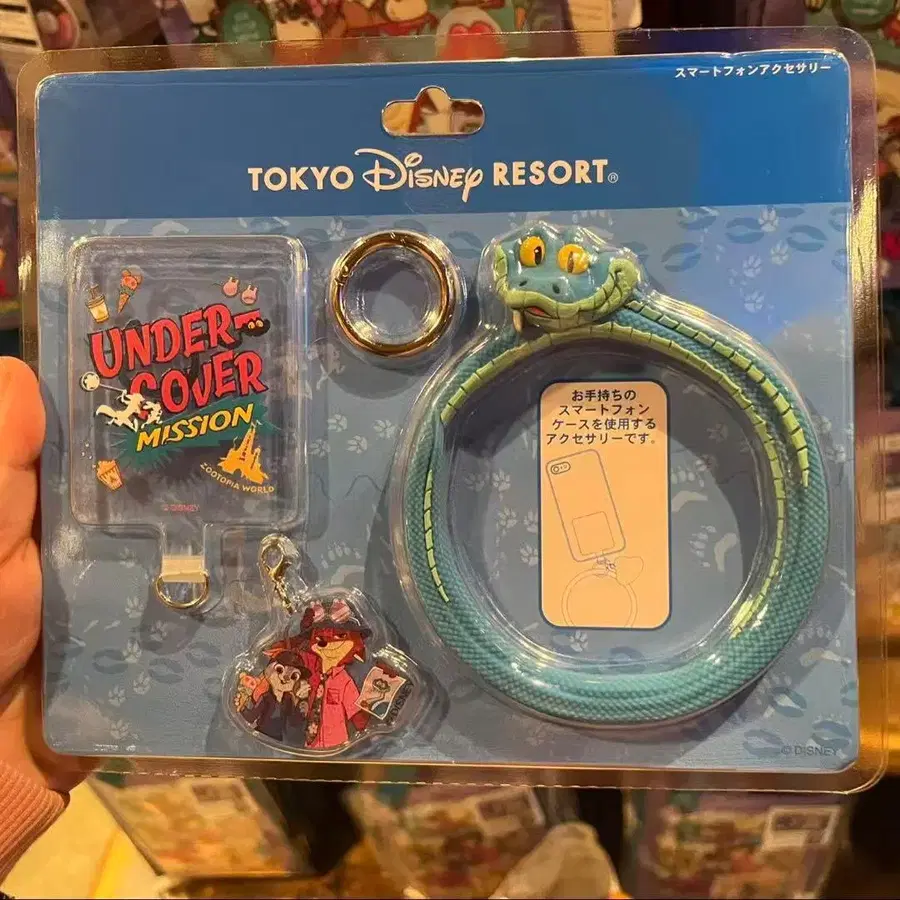 スマートフォンアクセサリー
TOKYO Disney RESORT®
UNDER-
COVER
MISSION
ZOOTOPIA WORLD
© DISNEY
お手持ちの
スマートフォン
ケースを使用する
アクセサリーです。
© DISNEY